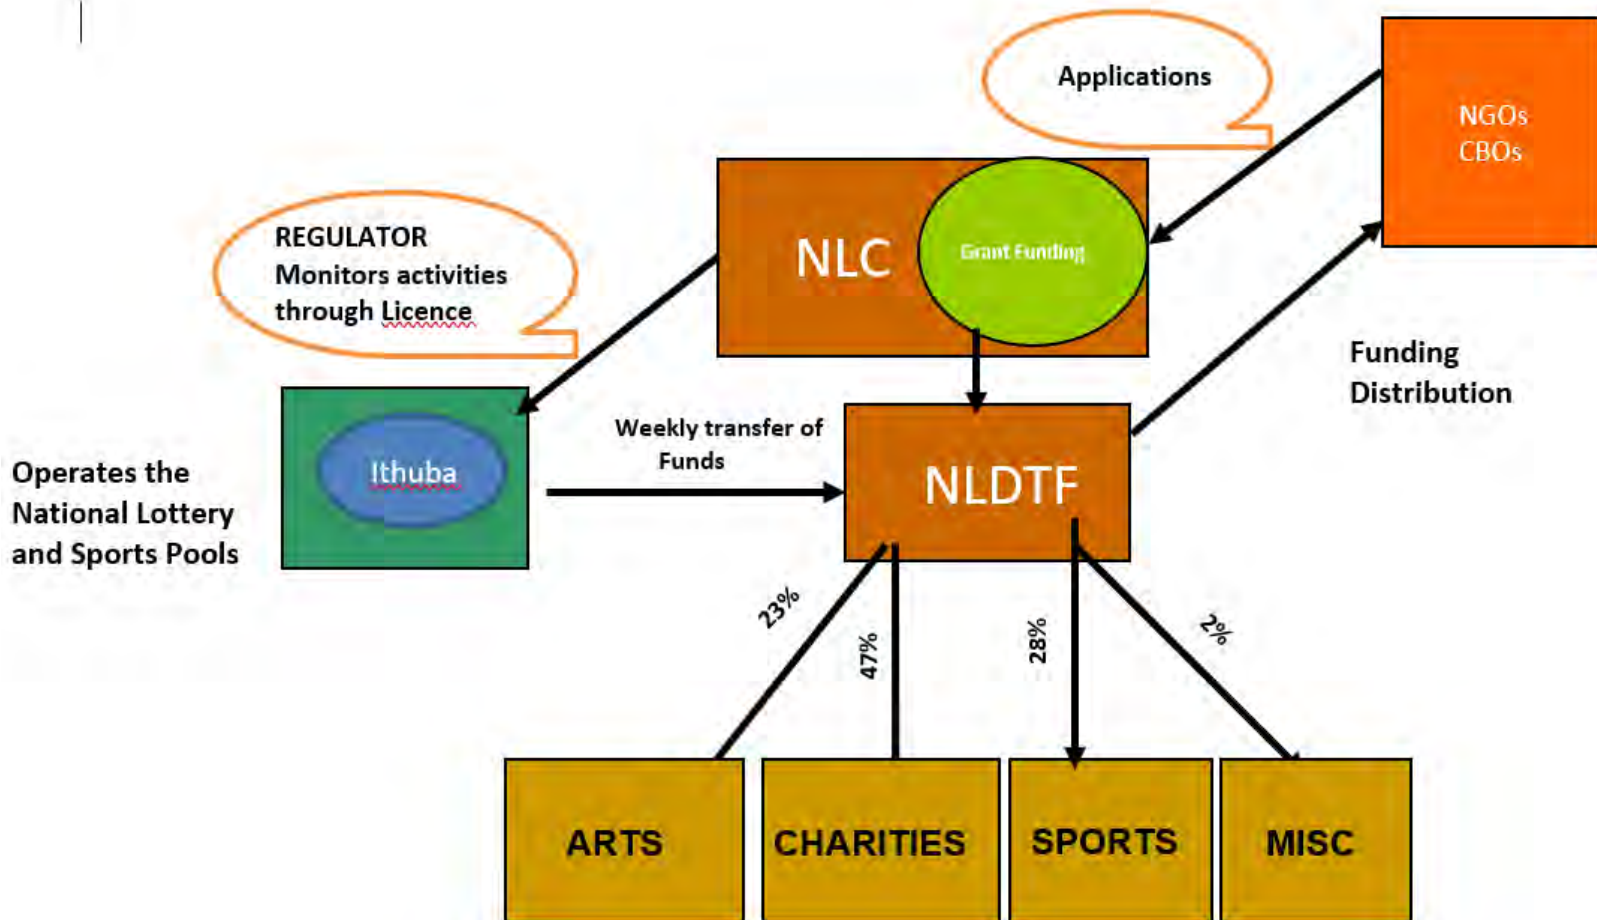 Applications
NGOs
CBOs
REGULATOR
Monitors activities
through Licence
NLC
Grant Funding
Funding
Distribution
Operates the
National Lottery
and Sports Pools
Ithuba
Weekly transfer of
Funds
NLDTF
23%
47%
28%
2%
ARTS
CHARITIES
SPORTS
MISC